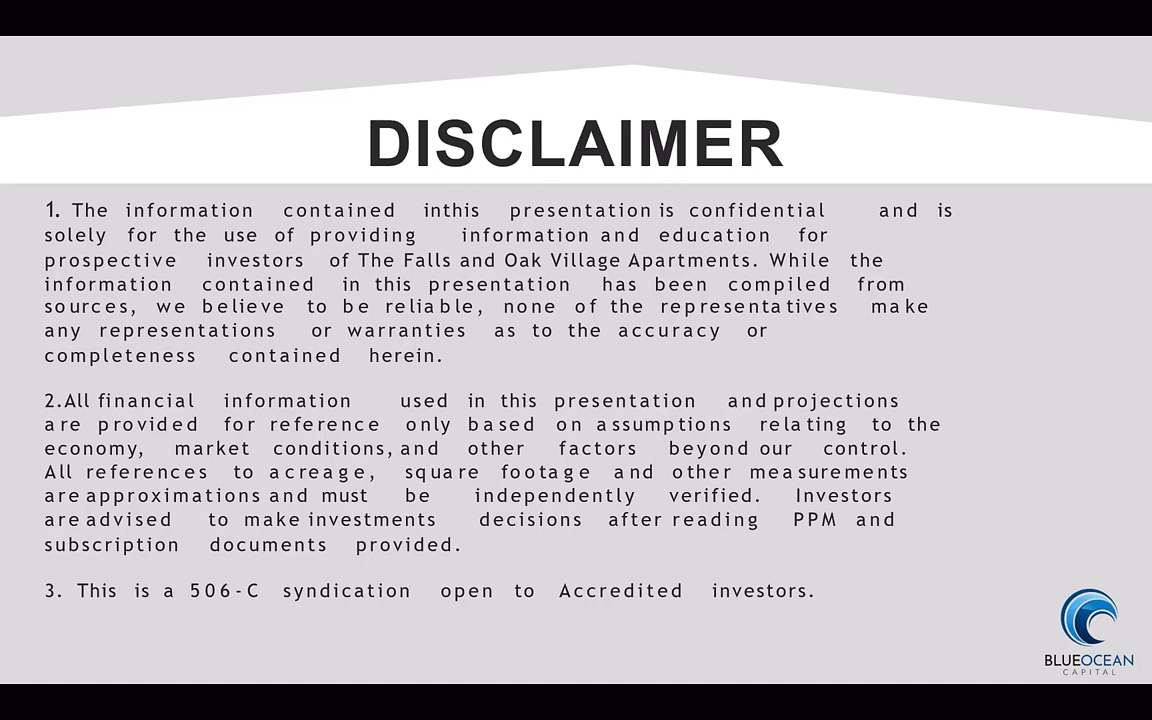 DISCLAIMER
1. The information contained inthis presentation is confidential and is
solely for the use of providing information and education for
prospective investors of The Falls and Oak Village Apartments. While the
information contained in this presentation has been compiled from
sources, we believe to be reliable, none of the representatives make
any representations or warranties as to the accuracy or
completeness contained herein.
2.All financial information used in this presentation and projections
are provided for reference only based on assumptions relating to the
economy, market conditions, and other factors beyond our control.
All references to acreage, square footage and other measurements
are approximations and must be independently verified. Investors
are advised to make investments decisions after reading PPM and
subscription documents provided.
3. This is a 506-C syndication open to Accredited investors.
BLUEOCEAN
CAPITAL